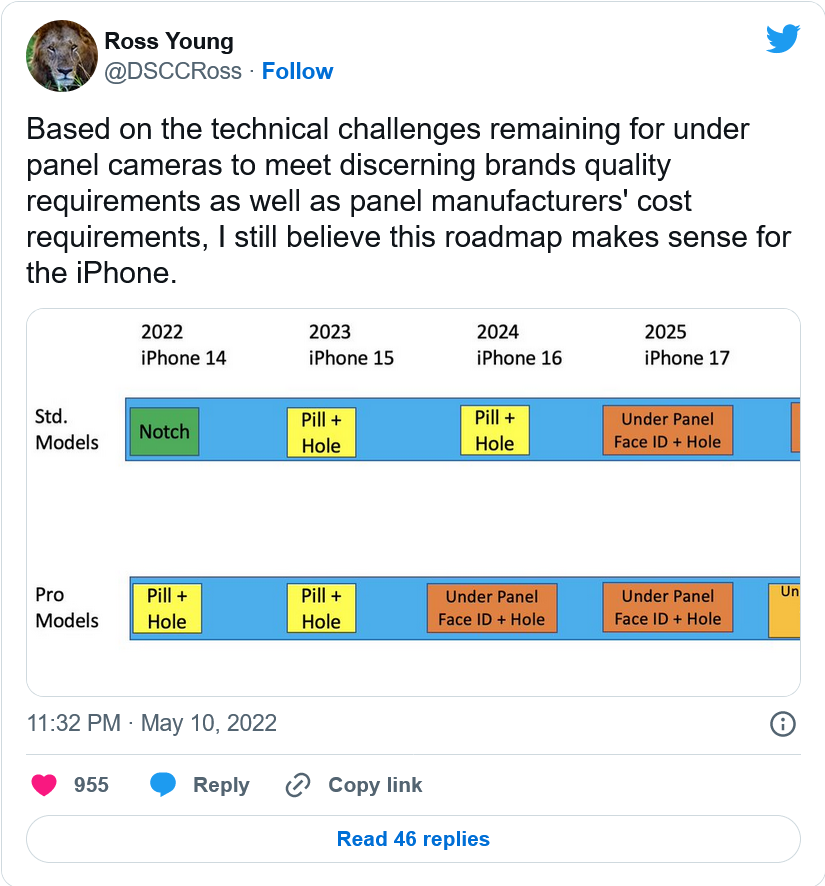 Ross Young
@DSCCRoss · Follow
Based on the technical challenges remaining for under
panel cameras to meet discerning brands quality
requirements as well as panel manufacturers' cost
requirements, I still believe this roadmap makes sense for
the iPhone.
2022 2023 2024 2025
iPhone 14 iPhone 15 iPhone 16 iPhone 17
Std.
Models
Notch
Pill +
Hole
Pill +
Hole
Under Panel
Face ID + Hole
Pro
Models
Pill +
Hole
Pill +
Hole
Under Panel
Face ID + Hole
Under Panel
Face ID + Hole
Un
11:32 PM · May 10, 2022
955 Reply Copy link
Read 46 replies